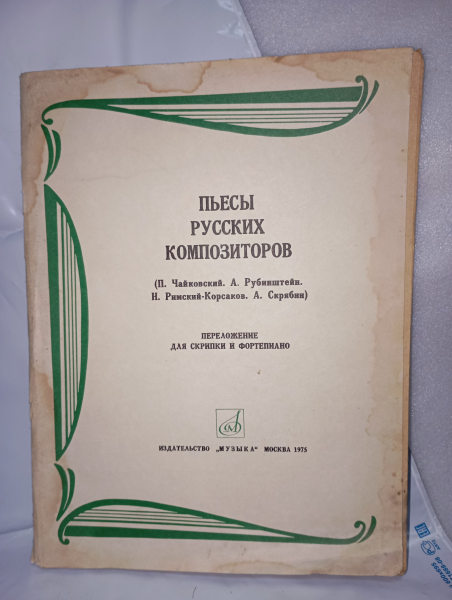 ПЬЕСЫ
РУССКИХ
КОМПОЗИТОРОВ
(П. Чайковский. А. Рубинштейн.
Н. Римский-Корсаков. А. Скрябин)
ПЕРЕЛОЖЕНИЕ
ДЛЯ СКРИПКИ И ФОРТЕПИАНО
ИЗДАТЕЛЬСТВО „МУЗЫКА“ МОСКВА 1975